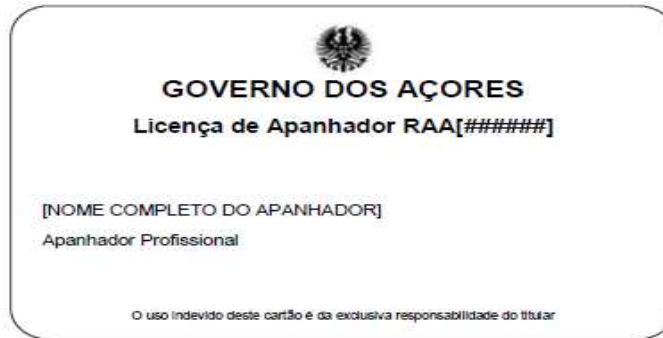 GOVERNO DOS AÇORES
Licença de Apanhador RAA[######]
[NOME COMPLETO DO APANHADOR]
Apanhador Profissional
O uso indevido deste cartão é da exclusiva responsabilidade do titular